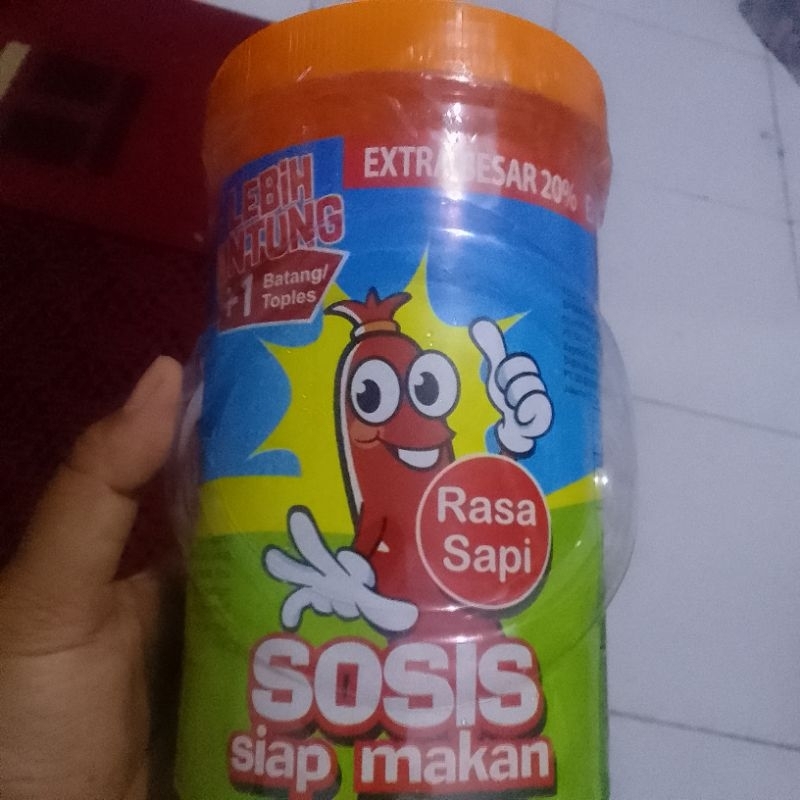 EXTRA BESAR 20%
LEBIH
UNTUNG
+1 Batang/
Toples
Rasa
Sapi
SOSIS
siap makan